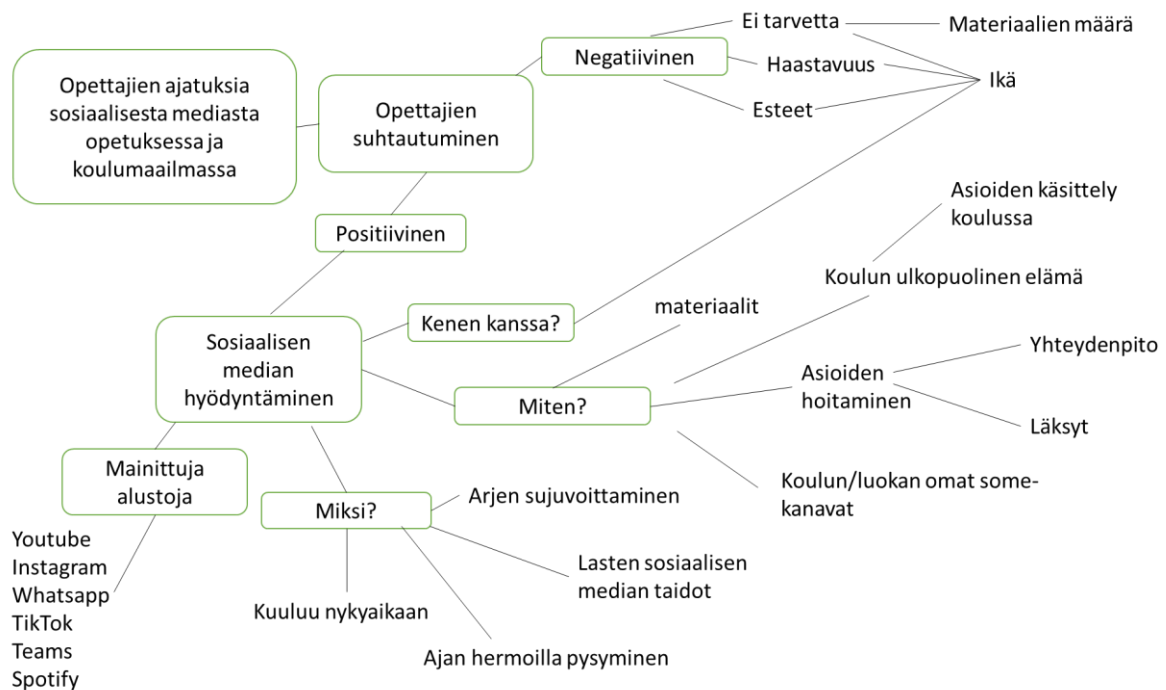 Opettajien ajatuksia
sosiaalisesta mediasta
opetuksessa ja
koulumaailmassa
Opettajien
suhtautuminen
Negatiivinen
Ei tarvetta
Materiaalien määrä
Haastavuus
Ikä
Esteet
Positiivinen
Asioiden käsittely
koulussa
Koulun ulkopuolinen elämä
Sosiaalisen
median
hyödyntäminen
Kenen kanssa?
materiaalit
Miten?
Asioiden
hoitaminen
Yhteydenpito
Läksyt
Koulun/luokan omat some-
kanavat
Mainittuja
alustoja
Youtube
Instagram
Whatsapp
TikTok
Teams
Spotify
Miksi?
Arjen sujuvoittaminen
Lasten sosiaalisen
median taidot
Kuuluu nykyaikaan
Ajan hermoilla pysyminen